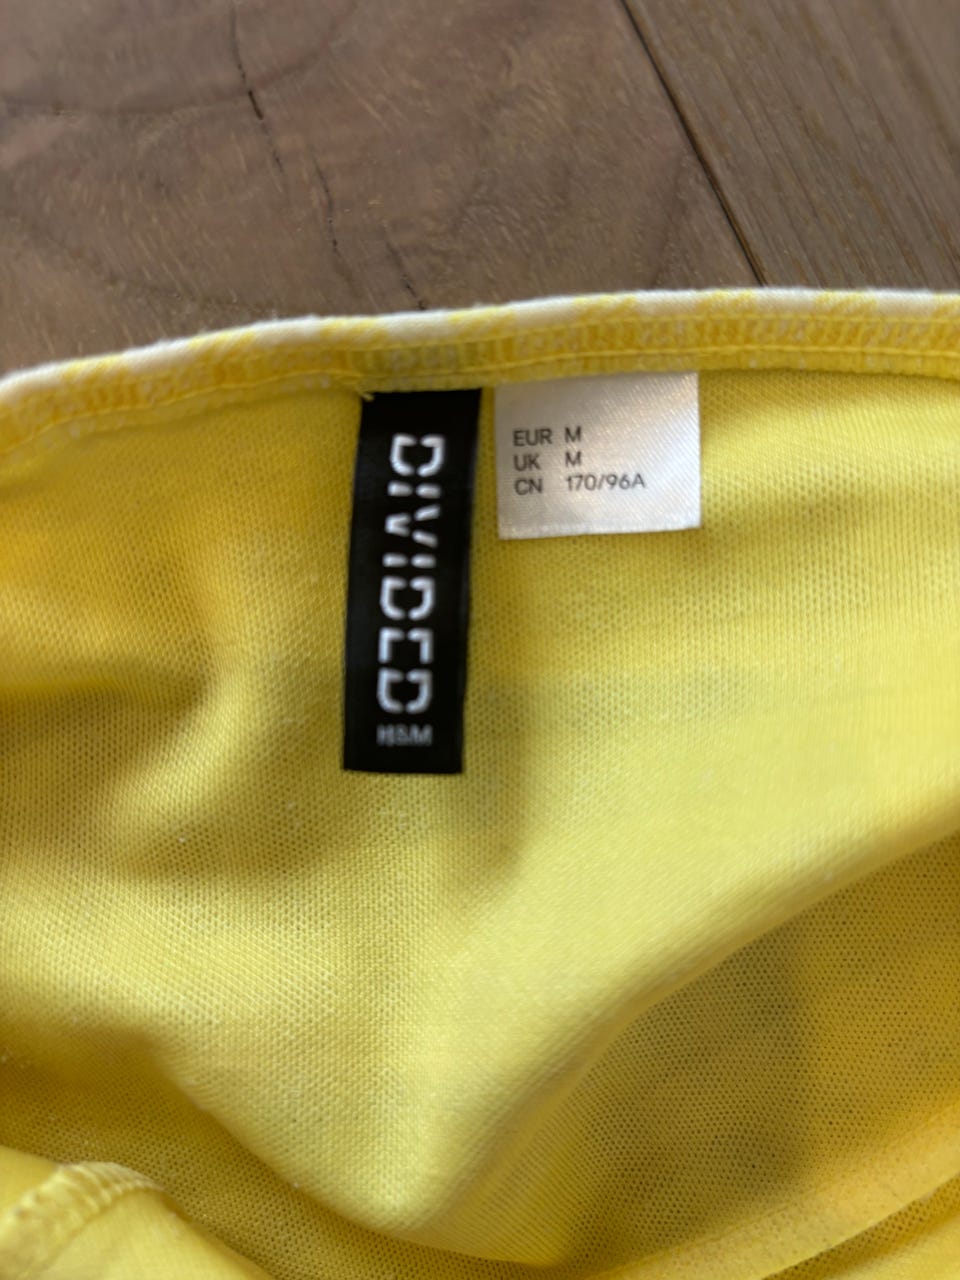 DIVIDED
H&M
EUR M
UK M
CN 170/96A